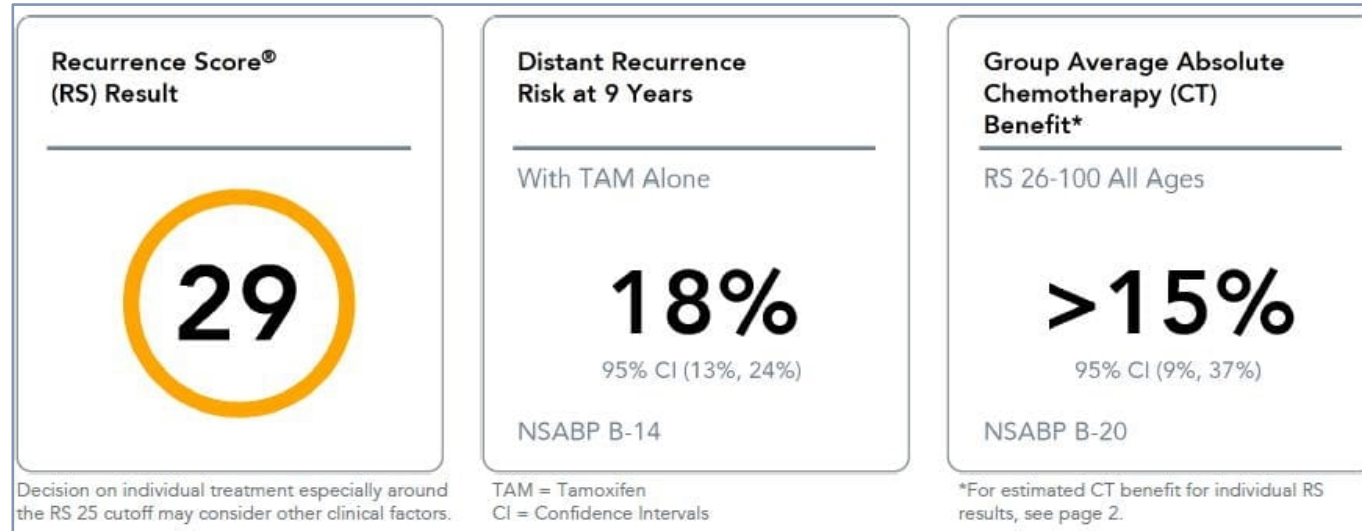 Recurrence Score®
(RS) Result
29
Decision on individual treatment especially around
the RS 25 cutoff may consider other clinical factors.
Distant Recurrence
Risk at 9 Years
With TAM Alone
18%
95% CI (13%, 24%)
NSABP B-14
TAM = Tamoxifen
CI = Confidence Intervals
Group Average Absolute
Chemotherapy (CT)
Benefit*
RS 26-100 All Ages
>15%
95% CI (9%, 37%)
NSABP B-20
*For estimated CT benefit for individual RS
results, see page 2.